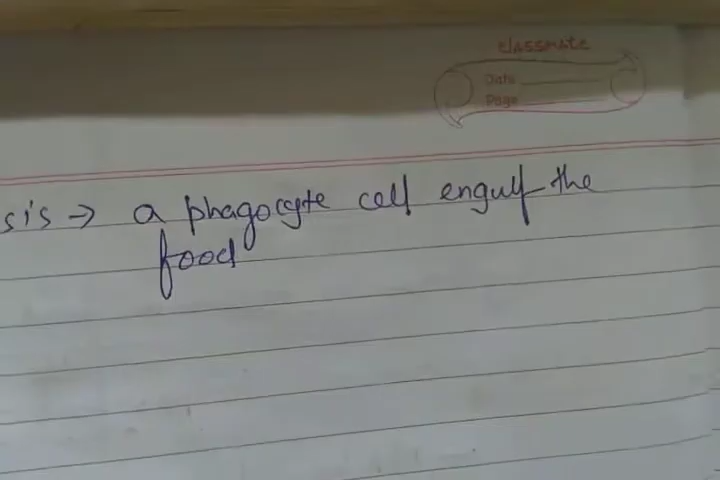 classmate
Date
Page
sis → a phagocyte cell engulf the
food